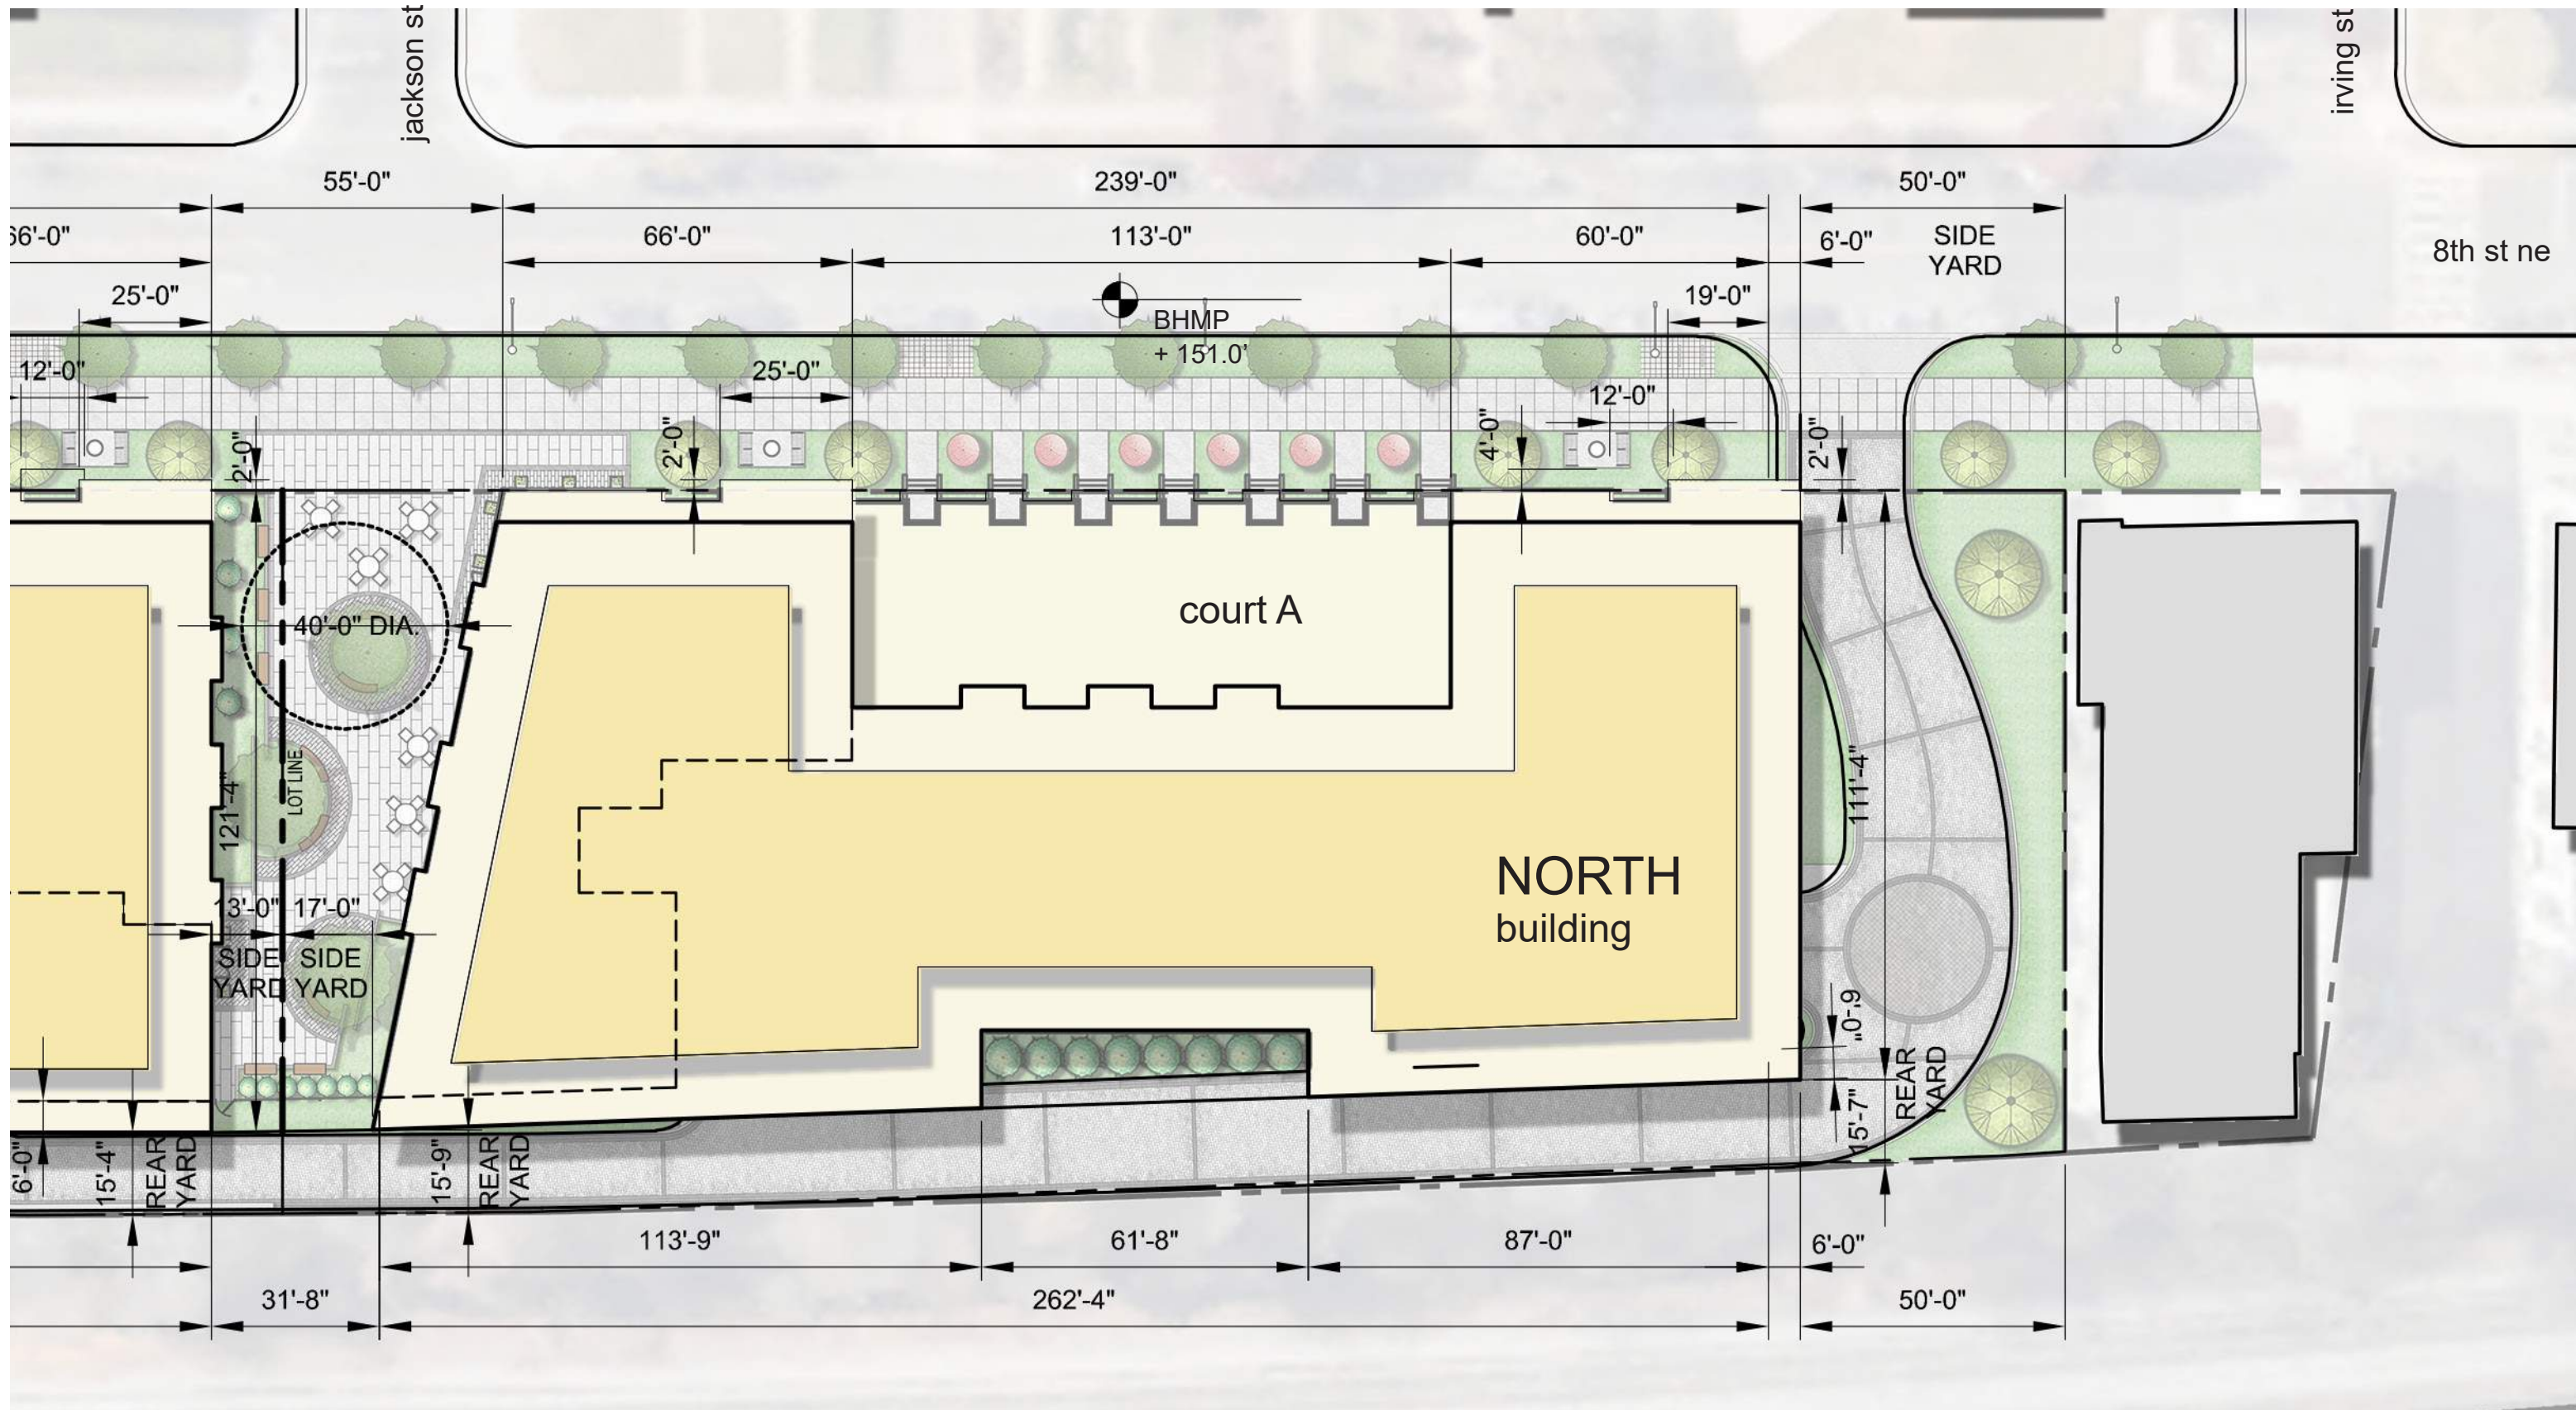 jackson st
irving st
55'-0"
239'-0"
50'-0"
66'-0"
66'-0"
113'-0"
60'-0"
6'-0"
SIDE
YARD
8th st ne
25'-0"
19'-0"
BHMP
+ 151.0'
12'-0"
25'-0"
12'-0"
2'-0"
2'-0"
4'-0"
2'-0"
court A
40'-0" DIA.
LOT LINE
121'-4"
111'-4"
NORTH
building
13'-0"
17'-0"
SIDE
YARD
SIDE
YARD
6'-0"
REAR
YARD
15'-7"
6'-0"
15'-4"
REAR
YARD
15'-9"
REAR
YARD
113'-9"
61'-8"
87'-0"
6'-0"
31'-8"
262'-4"
50'-0"